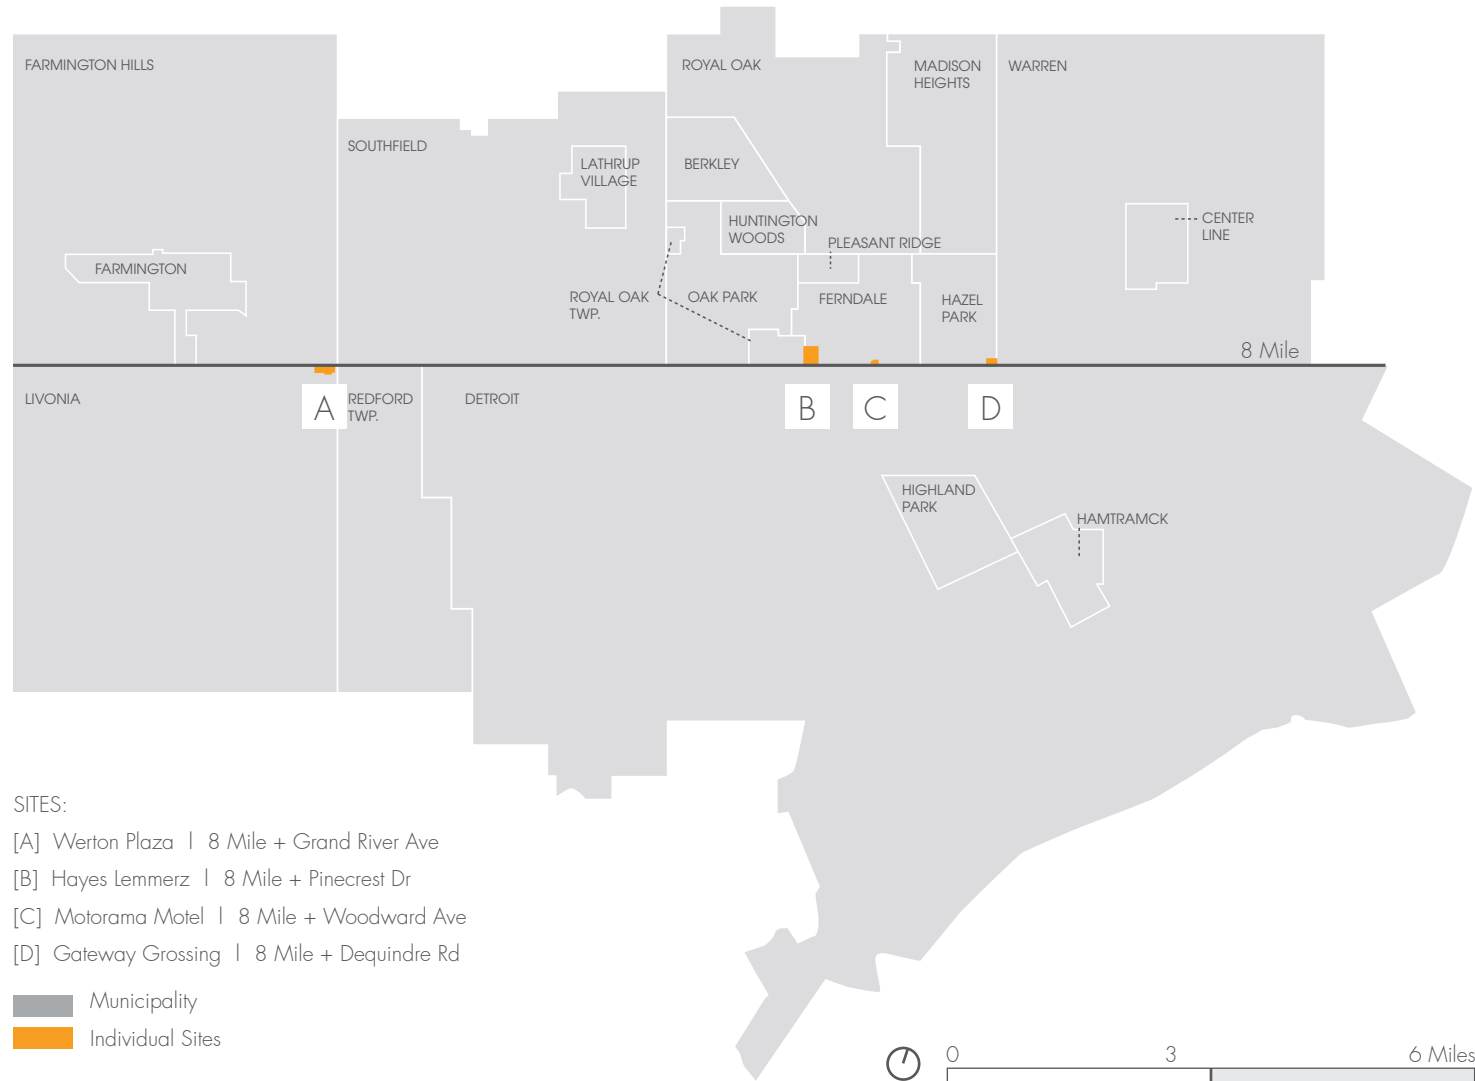 FARMINGTON HILLS
ROYAL OAK
MADISON
HEIGHTS
WARREN
SOUTHFIELD
LATHRUP
VILLAGE
BERKLEY
HUNTINGTON
WOODS
CENTER
LINE
PLEASANT RIDGE
FARMINGTON
ROYAL OAK
TWP.
OAK PARK
FERNDALE
HAZEL
PARK
8 Mile
LIVONIA
A
REDFORD
TWP.
DETROIT
B
C
D
HIGHLAND
PARK
HAMTRAMCK
SITES:
[A] Werton Plaza | 8 Mile + Grand River Ave
[B] Hayes Lemmerz | 8 Mile + Pinecrest Dr
[C] Motorama Motel | 8 Mile + Woodward Ave
[D] Gateway Grossing | 8 Mile + Dequindre Rd
Municipality
Individual Sites
0 3 6 Miles